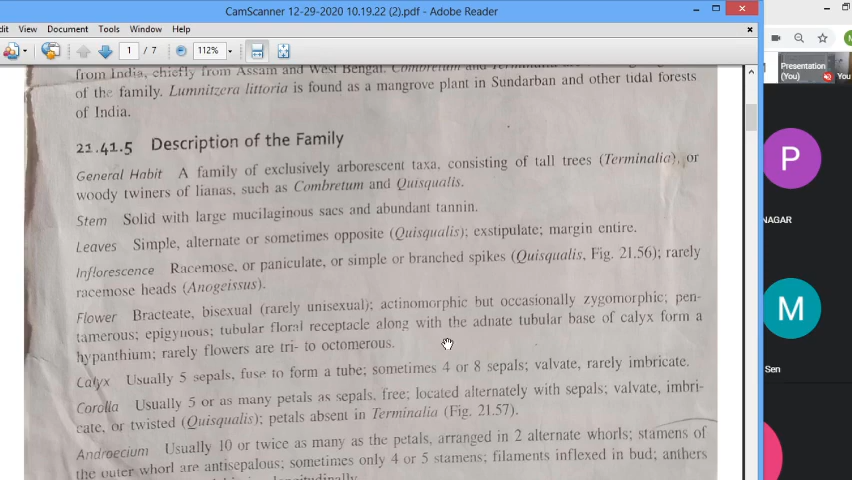 CamScanner 12-29-2020 10.19.22 (2).pdf - Adobe Reader
dit View Document Tools Window Help
1 / 7 112%
from India, chiefly from Assam and West Bengal. Combretum and
of the family. Lumnitzera littoria is found as a mangrove plant in Sundarban and other tidal forests
of India.
21.41.5 Description of the Family
General Habit A family of exclusively arborescent taxa, consisting of tall trees (Terminalia), or
woody twiners of lianas, such as Combretum and Quisqualis.
Stem Solid with large mucilaginous sacs and abundant tannin.
Leaves Simple, alternate or sometimes opposite (Quisqualis); exstipulate; margin entire.
Inflorescence Racemose, or paniculate, or simple or branched spikes (Quisqualis, Fig. 21.56); rarely
racemose heads (Anogeissus).
Flower Bracteate, bisexual (rarely unisexual); actinomorphic but occasionally zygomorphic; pen-
tamerous; epigynous; tubular floral receptacle along with the adnate tubular base of calyx form a
hypanthium; rarely flowers are tri- to octomerous.
Calyx Usually 5 sepals, fuse to form a tube; sometimes 4 or 8 sepals; valvate, rarely imbricate.
Corolla Usually 5 or as many petals as sepals, free; located alternately with sepals; valvate, imbri-
cate, or twisted (Quisqualis); petals absent in Terminalia (Fig. 21.57).
Androecium Usually 10 or twice as many as the petals, arranged in 2 alternate whorls; stamens of
the outer whorl are antisepalous; sometimes only 4 or 5 stamens; filaments inflexed in bud; anthers
longitudinally.
Presentation
(You)
You
P
NAGAR
M
Sen